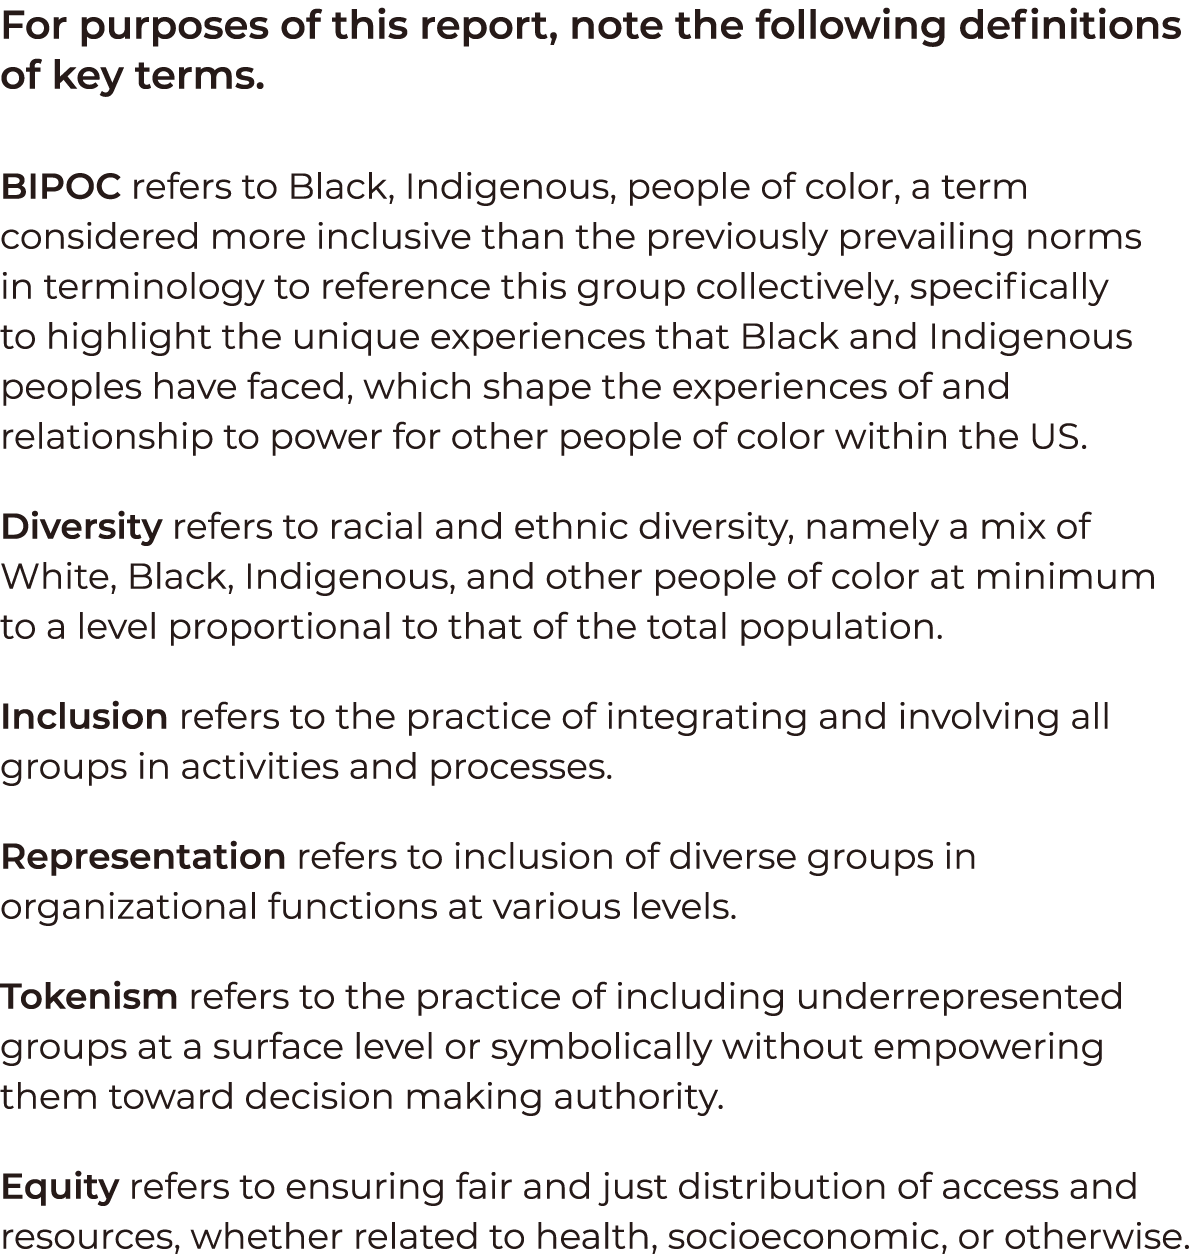 For purposes of this report, note the following definitions
of key terms.
BIPOC refers to Black, Indigenous, people of color, a term
considered more inclusive than the previously prevailing norms
in terminology to reference this group collectively, specifically
to highlight the unique experiences that Black and Indigenous
peoples have faced, which shape the experiences of and
relationship to power for other people of color within the US.
Diversity refers to racial and ethnic diversity, namely a mix of
White, Black, Indigenous, and other people of color at minimum
to a level proportional to that of the total population.
Inclusion refers to the practice of integrating and involving all
groups in activities and processes.
Representation refers to inclusion of diverse groups in
organizational functions at various levels.
Tokenism refers to the practice of including underrepresented
groups at a surface level or symbolically without empowering
them toward decision making authority.
Equity refers to ensuring fair and just distribution of access and
resources, whether related to health, socioeconomic, or otherwise.